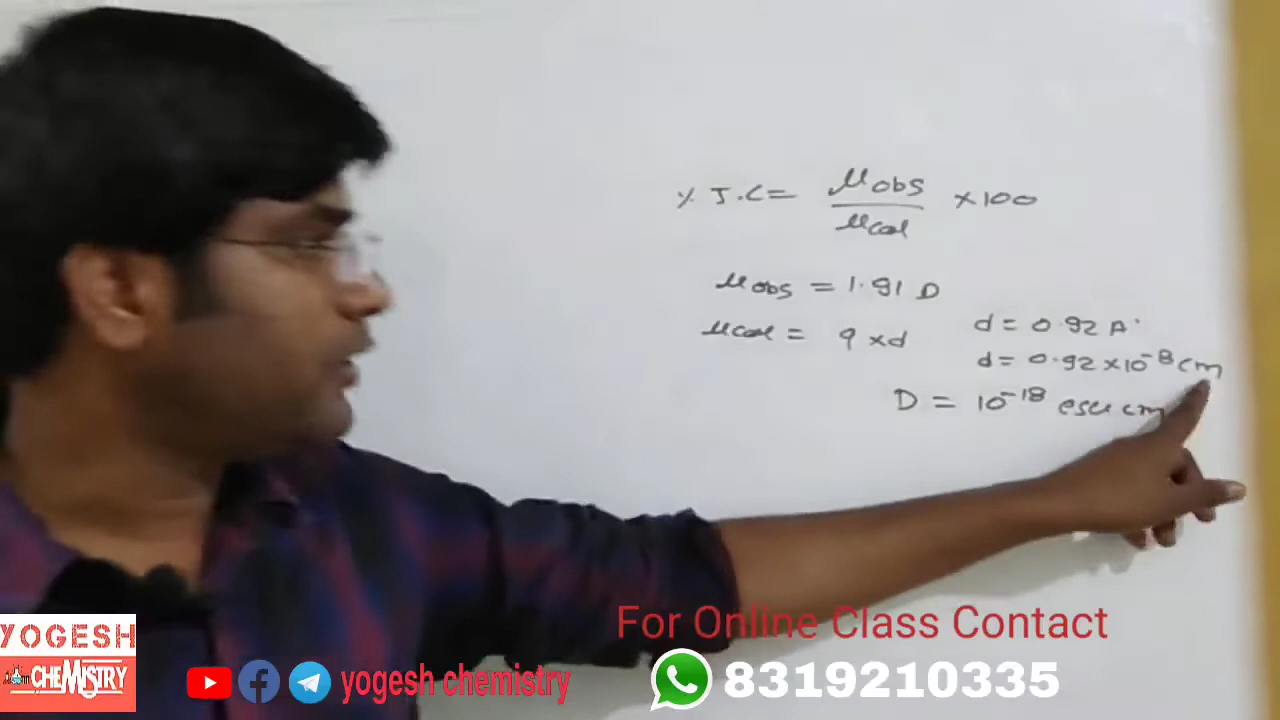 % I.C = μobs / μcal × 100
μobs = 1.91 D
μcal = q × d
d = 0.92 A°
d = 0.92 × 10⁻⁸ cm
D = 10⁻¹⁸ esu cm
For Online Class Contact
YOGESH
CHEMISTRY
yogesh chemistry
8319210335